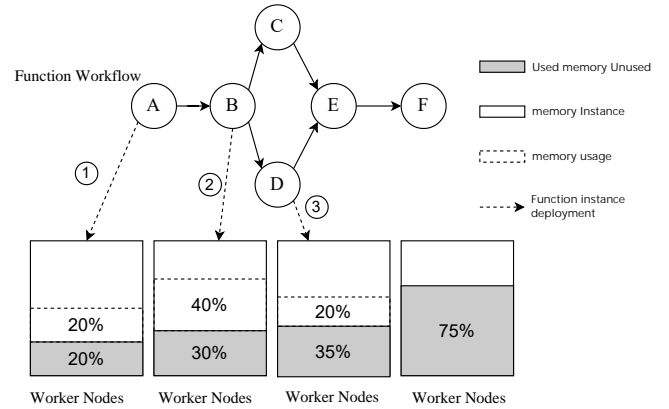 C
Function Workflow
A
B
E
F
D
1
2
3
Used memory Unused
memory Instance
memory usage
Function instance
deployment
20%
40%
20%
75%
20%
30%
35%
Worker Nodes
Worker Nodes
Worker Nodes
Worker Nodes